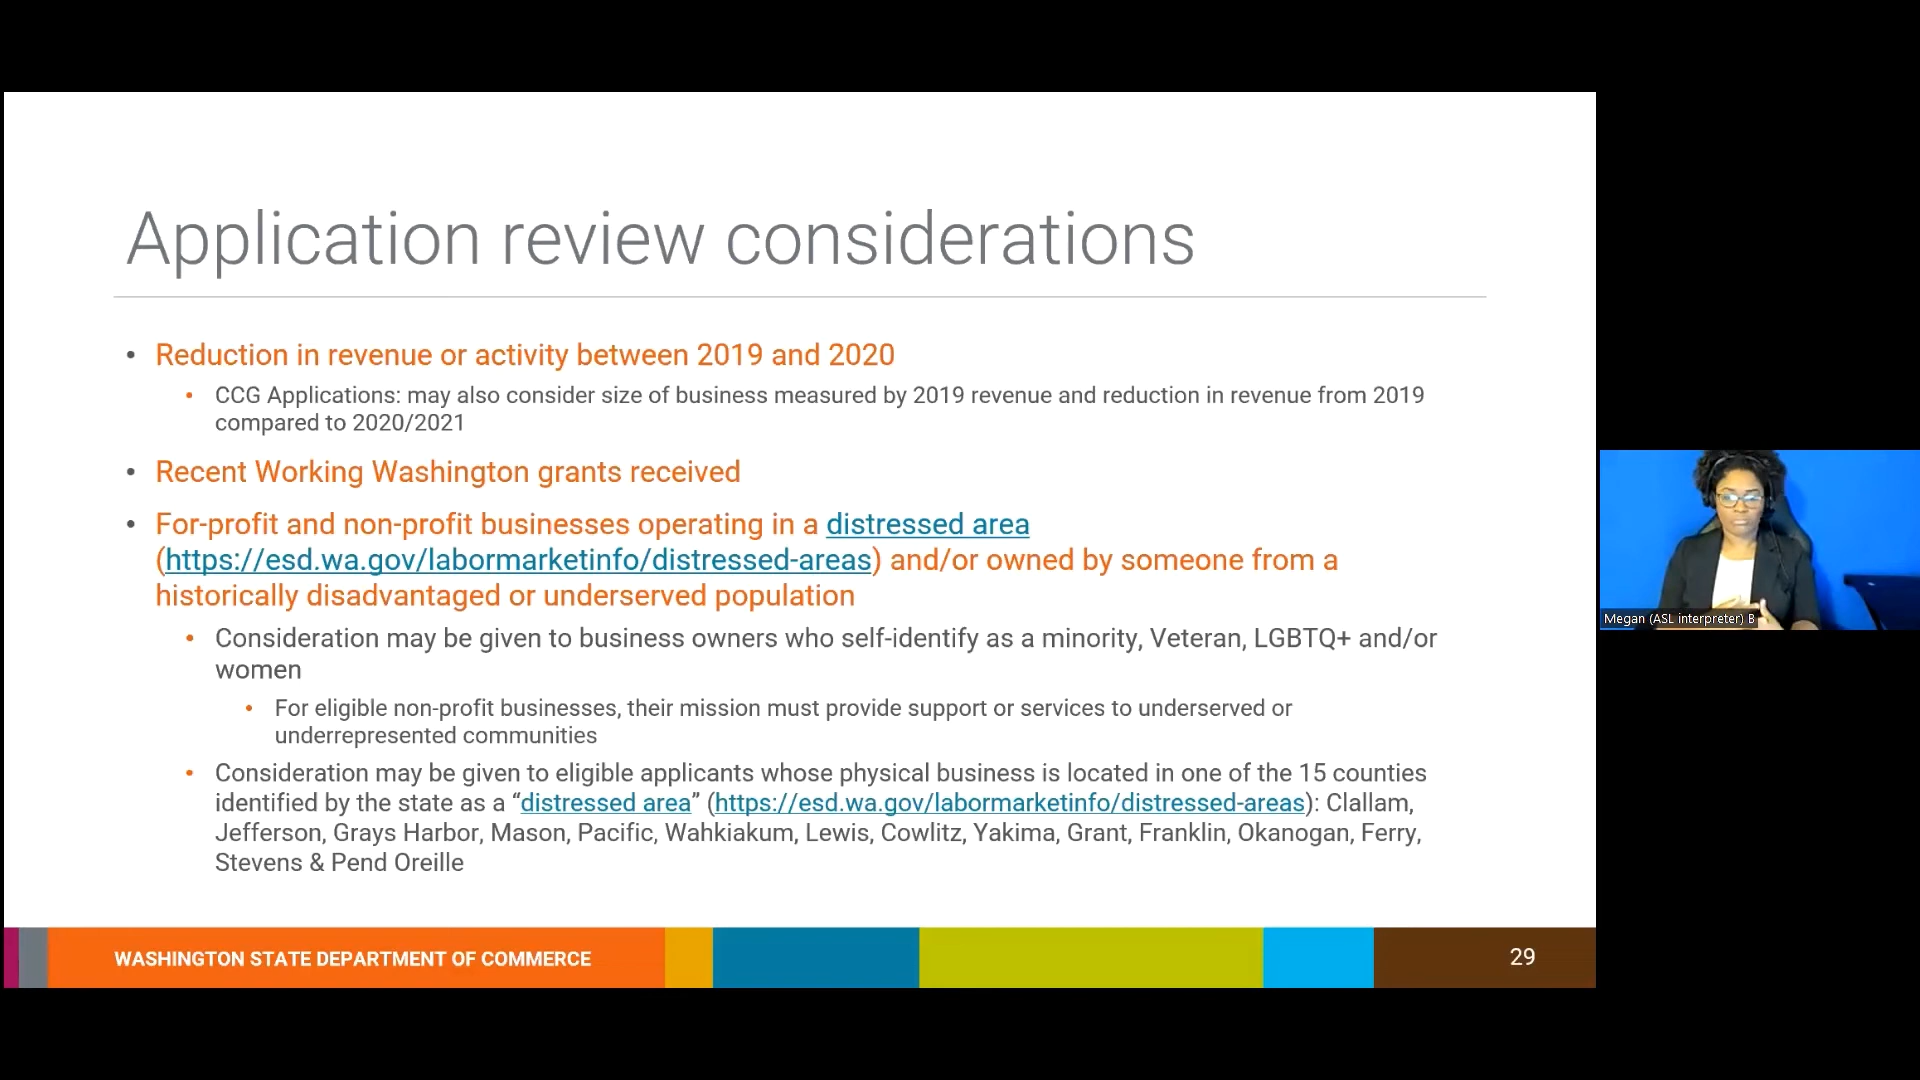 Application review considerations
• Reduction in revenue or activity between 2019 and 2020
• CCG Applications: may also consider size of business measured by 2019 revenue and reduction in revenue from 2019
compared to 2020/2021
• Recent Working Washington grants received
• For-profit and non-profit businesses operating in a distressed area
(https://esd.wa.gov/labormarketinfo/distressed-areas) and/or owned by someone from a
historically disadvantaged or underserved population
• Consideration may be given to business owners who self-identify as a minority, Veteran, LGBTQ+ and/or
women
• For eligible non-profit businesses, their mission must provide support or services to underserved or
underrepresented communities
• Consideration may be given to eligible applicants whose physical business is located in one of the 15 counties
identified by the state as a “distressed area” (https://esd.wa.gov/labormarketinfo/distressed-areas): Clallam,
Jefferson, Grays Harbor, Mason, Pacific, Wahkiakum, Lewis, Cowlitz, Yakima, Grant, Franklin, Okanogan, Ferry,
Stevens & Pend Oreille
WASHINGTON STATE DEPARTMENT OF COMMERCE
29
Megan (ASL interpreter) B